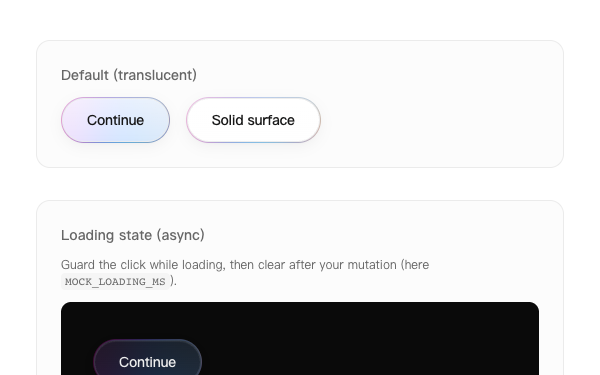 Default (translucent)
Continue
Solid surface
Loading state (async)
Guard the click while loading, then clear after your mutation (here
MOCK_LOADING_MS ).
Continue